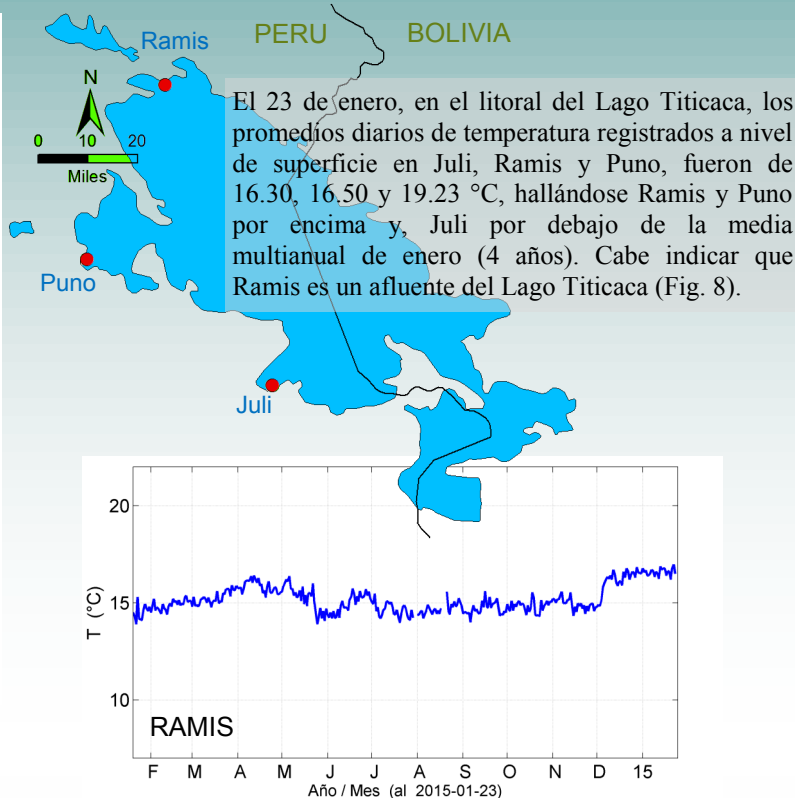 PERU BOLIVIA
Ramis
N
0 10 20
Miles
El 23 de enero, en el litoral del Lago Titicaca, los
promedios diarios de temperatura registrados a nivel
de superficie en Juli, Ramis y Puno, fueron de
16.30, 16.50 y 19.23 °C, hallándose Ramis y Puno
por encima y, Juli por debajo de la media
multianual de enero (4 años). Cabe indicar que
Ramis es un afluente del Lago Titicaca (Fig. 8).
Puno
Juli
20
15
10
T (°C)
RAMIS
F M A M J J A S O N D 15
Año / Mes (al 2015-01-23)